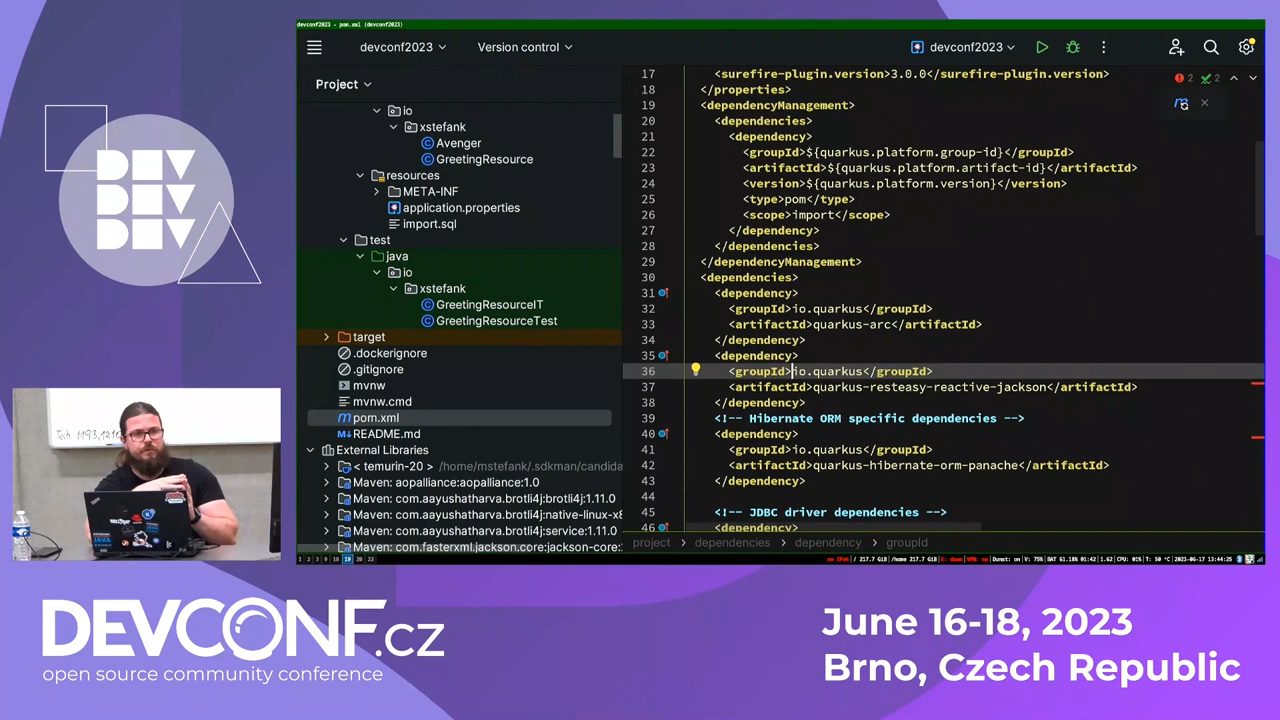 devconf2023 - pom.xml (devconf2023)
devconf2023
Version control
devconf2023
Project
io
xstefank
Avenger
GreetingResource
resources
META-INF
application.properties
import.sql
test
java
io
xstefank
GreetingResourceIT
GreetingResourceTest
target
.dockerignore
.gitignore
mvnw
mvnw.cmd
pom.xml
README.md
External Libraries
< temurin-20 > /home/mstefank/.sdkman/candida
Maven: aopalliance:aopalliance:1.0
Maven: com.aayushatharva.brotli4j:brotli4j:1.11.0
Maven: com.aayushatharva.brotli4j:native-linux-x8
Maven: com.aayushatharva.brotli4j:service:1.11.0
Maven: com.fasterxml.jackson.core:jackson-core:
17 <surefire-plugin.version>3.0.0</surefire-plugin.version>
18 </properties>
19 <dependencyManagement>
20 <dependencies>
21 <dependency>
22 <groupId>${quarkus.platform.group-id}</groupId>
23 <artifactId>${quarkus.platform.artifact-id}</artifactId>
24 <version>${quarkus.platform.version}</version>
25 <type>pom</type>
26 <scope>import</scope>
27 </dependency>
28 </dependencies>
29 </dependencyManagement>
30 <dependencies>
31 <dependency>
32 <groupId>io.quarkus</groupId>
33 <artifactId>quarkus-arc</artifactId>
34 </dependency>
35 <dependency>
36 <groupId>io.quarkus</groupId>
37 <artifactId>quarkus-resteasy-reactive-jackson</artifactId>
38 </dependency>
39 <!-- Hibernate ORM specific dependencies -->
40 <dependency>
41 <groupId>io.quarkus</groupId>
42 <artifactId>quarkus-hibernate-orm-panache</artifactId>
43 </dependency>
44
45 <!-- JDBC driver dependencies -->
46 <dependency>
2 2
project dependencies dependency groupId
DEV
DEV
DEV
Tech
DEVCONF.cz
open source community conference
June 16-18, 2023
Brno, Czech Republic